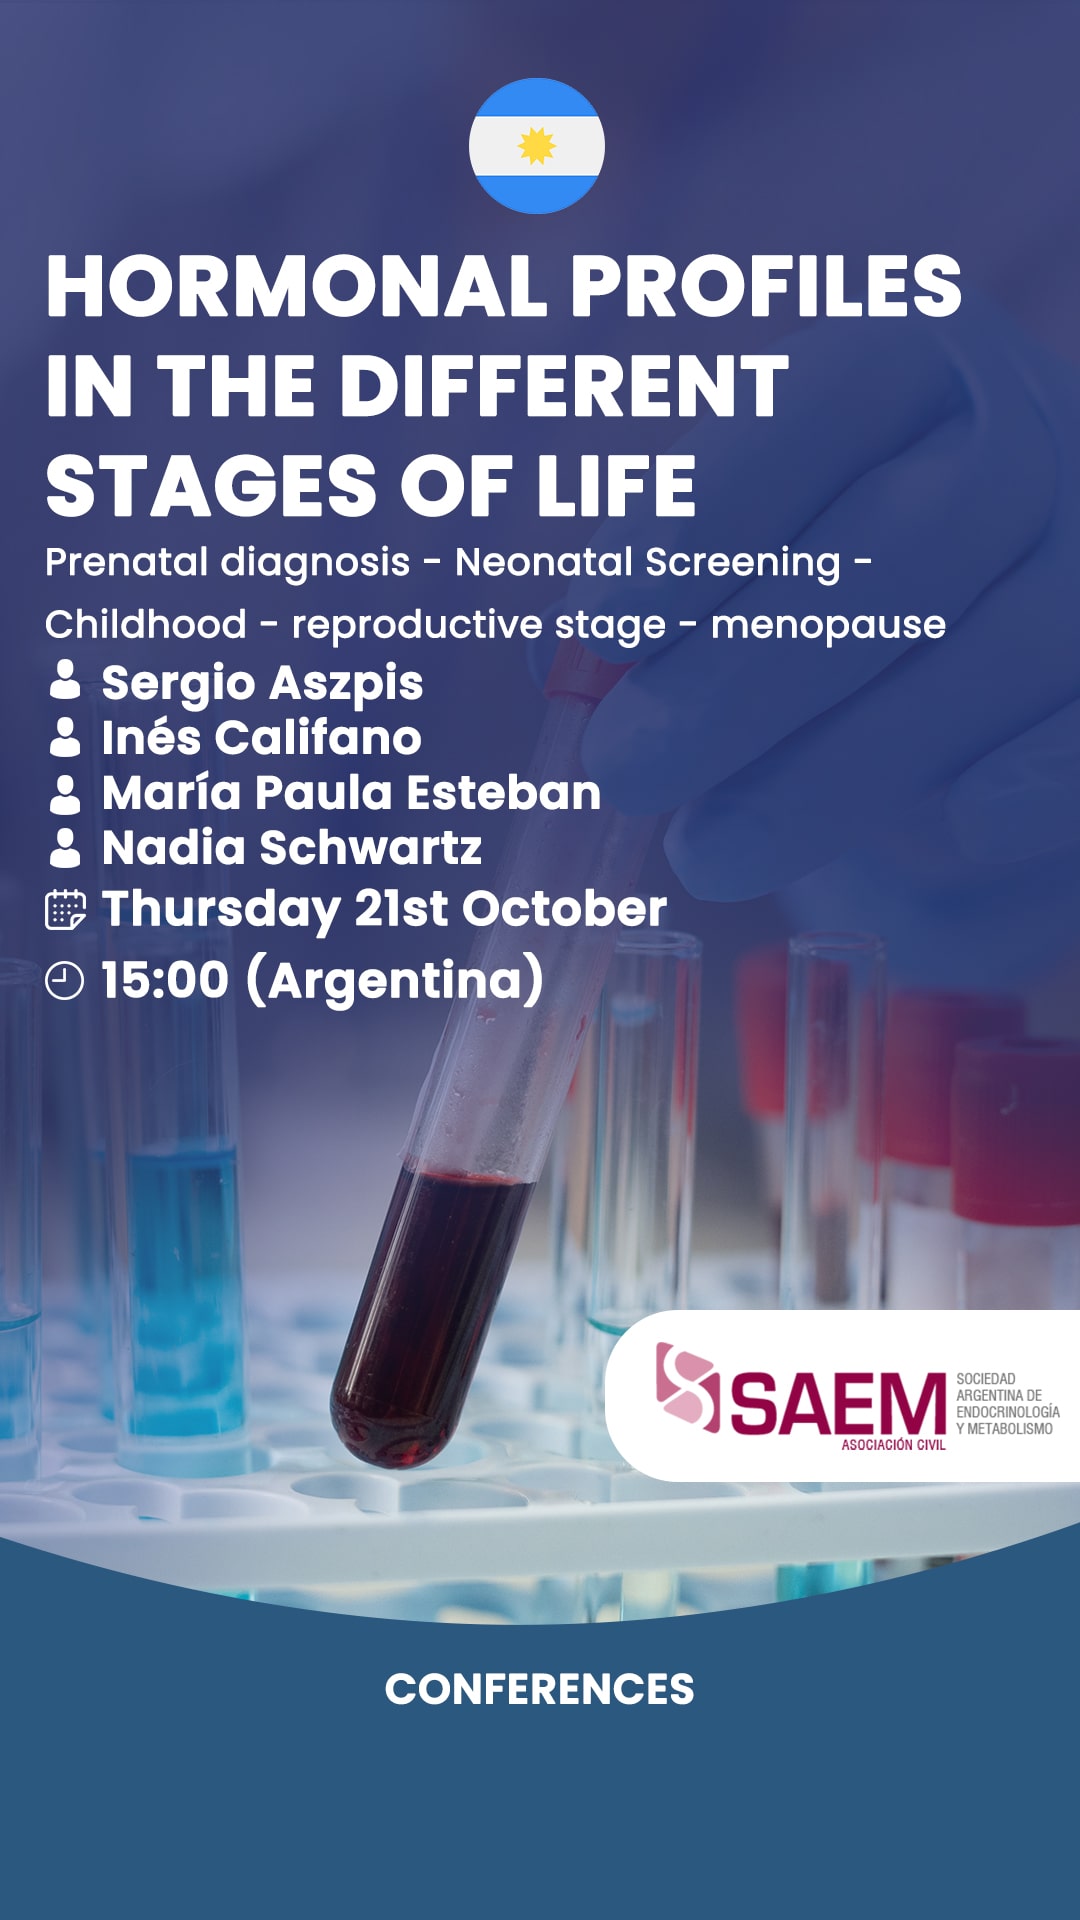 HORMONAL PROFILES
IN THE DIFFERENT
STAGES OF LIFE
Prenatal diagnosis - Neonatal Screening -
Childhood - reproductive stage - menopause
Sergio Aszpis
Inés Califano
María Paula Esteban
Nadia Schwartz
Thursday 21st October
15:00 (Argentina)
SAEM
ASOCIACIÓN CIVIL
SOCIEDAD
ARGENTINA DE
ENDOCRINOLOGÍA
Y METABOLISMO
CONFERENCES